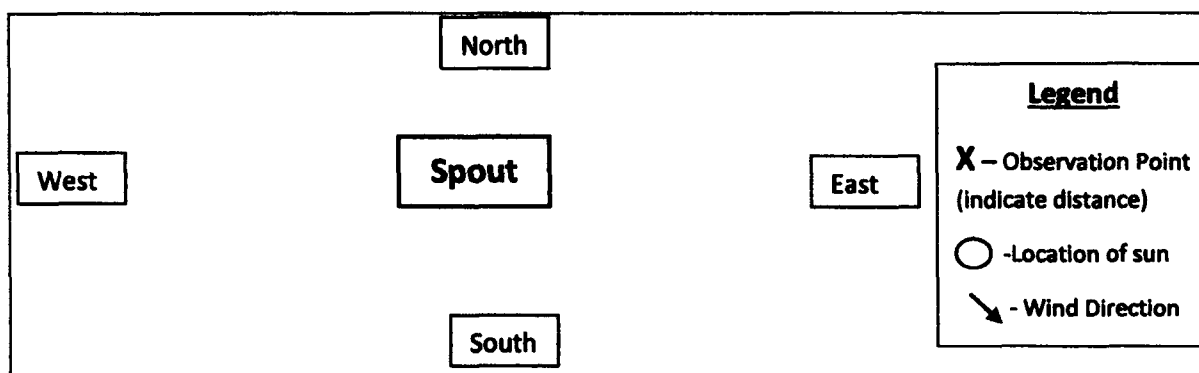 North
Legend
Spout
West
East
X – Observation Point
(indicate distance)
-Location of sun
- Wind Direction
South